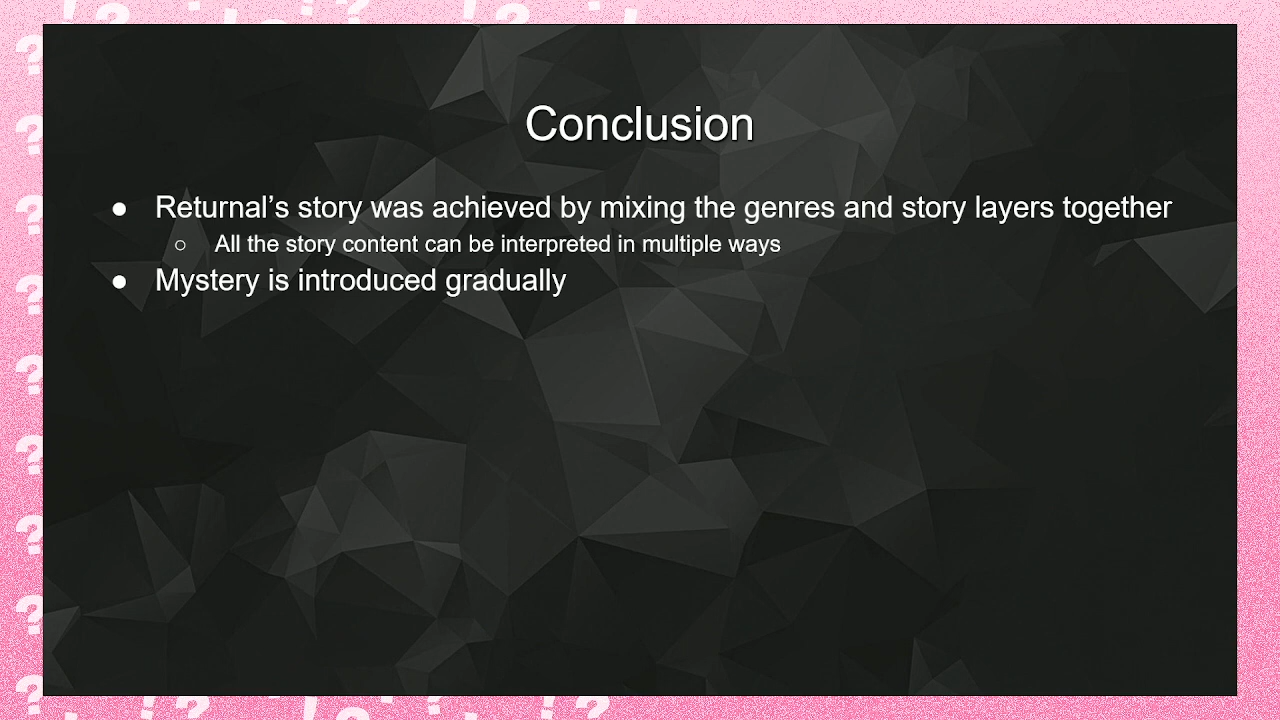 Conclusion
● Returnal’s story was achieved by mixing the genres and story layers together
○ All the story content can be interpreted in multiple ways
● Mystery is introduced gradually